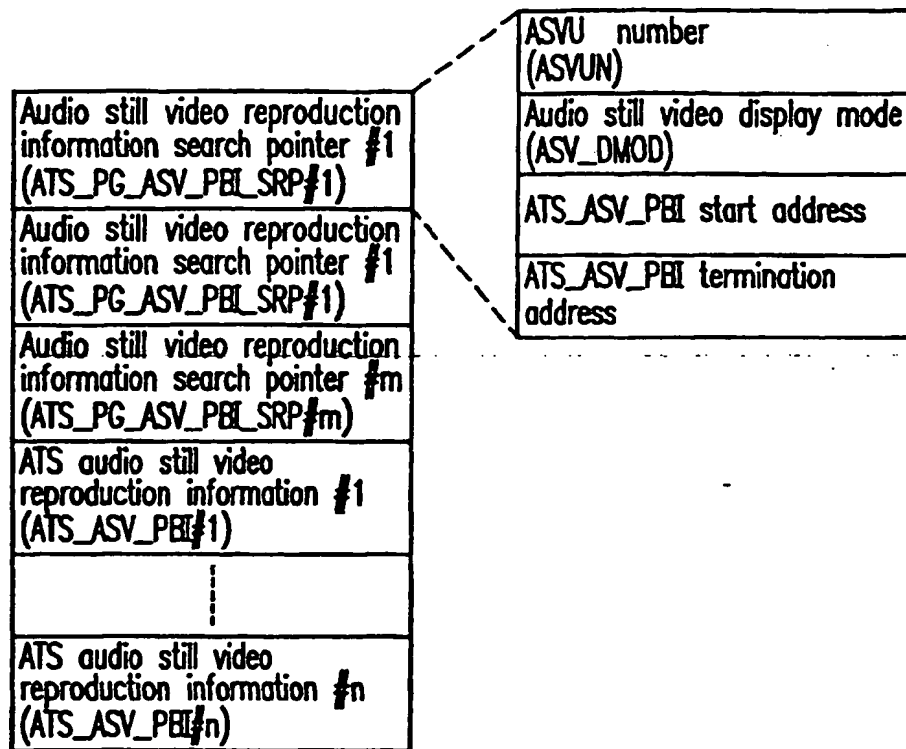 Audio still video reproduction
information search pointer #1
(ATS_PG_ASV_PBI_SRP#1)
Audio still video reproduction
information search pointer #1
(ATS_PG_ASV_PBI_SRP#1)
Audio still video reproduction
information search pointer #m
(ATS_PG_ASV_PBI_SRP#m)
ATS audio still video
reproduction information #1
(ATS_ASV_PBI#1)
ATS audio still video
reproduction information #n
(ATS_ASV_PBI#n)
ASVU number
(ASVUN)
Audio still video display mode
(ASV_DMOD)
ATS_ASV_PBI start address
ATS_ASV_PBI termination
address